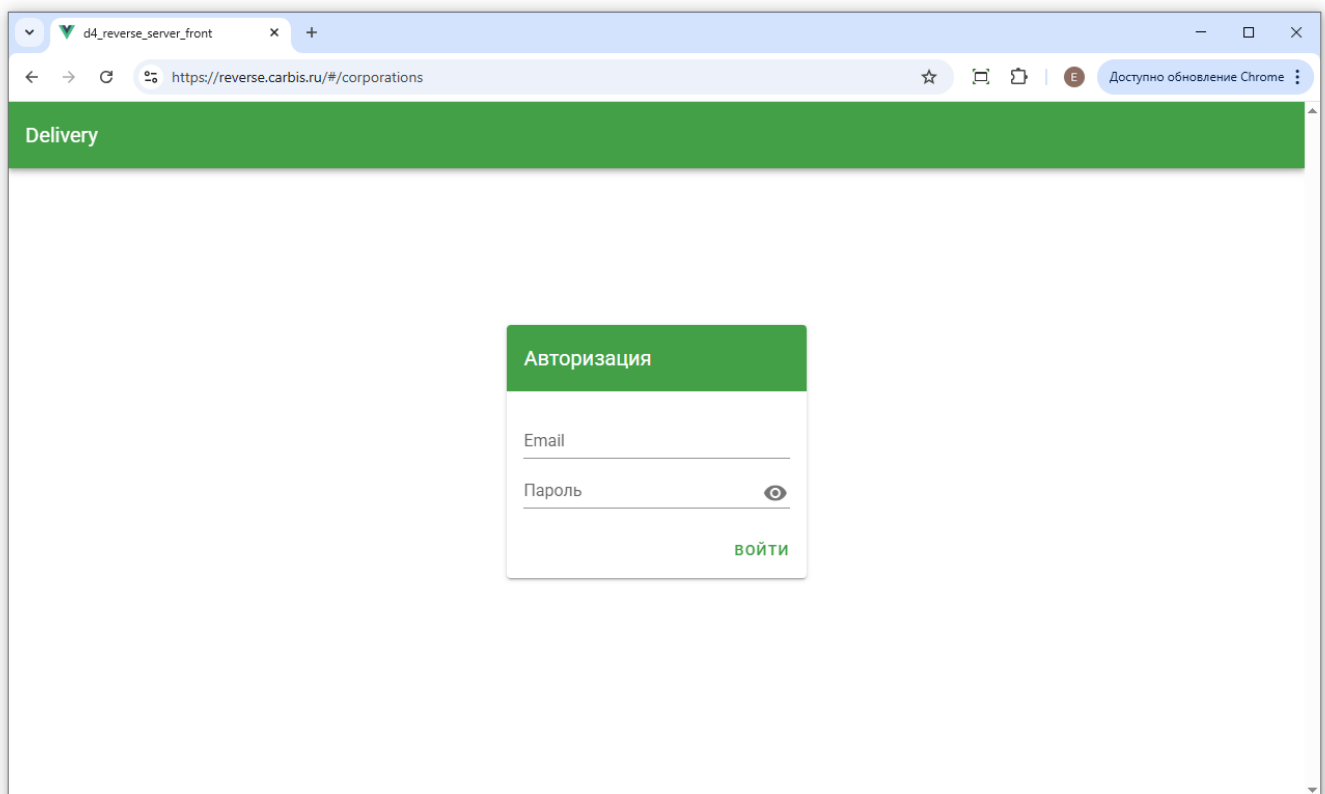 d4_reverse_server_front
https://reverse.carbis.ru/#/corporations
E
Доступно обновление Chrome
Delivery
Авторизация
Email
Пароль
ВОЙТИ